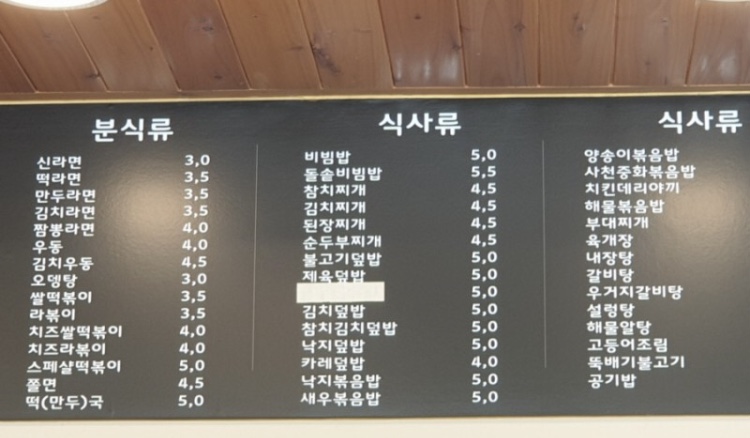 분식류
신라면 3,0
떡라면 3,5
만두라면 3,5
김치라면 3,5
짬뽕라면 4,0
우동 4,0
김치우동 4,5
오뎅탕 3,0
쌀떡볶이 3,5
라볶이 3,5
치즈쌀떡볶이 4,0
치즈라볶이 4,0
스페샬떡볶이 5,0
쫄면 4,5
떡(만두)국 5,0
식사류
비빔밥 5,0
돌솥비빔밥 5,5
참치찌개 4,5
김치찌개 4,5
된장찌개 4,5
순두부찌개 4,5
불고기덮밥 5,0
제육덮밥 5,0
5,0
김치덮밥 5,0
참치김치덮밥 5,0
낙지덮밥 5,0
카레덮밥 4,0
낙지볶음밥 5,0
새우볶음밥 5,0
식사류
양송이볶음밥
사천중화볶음밥
치킨데리야끼
해물볶음밥
부대찌개
육개장
내장탕
갈비탕
우거지갈비탕
설렁탕
해물알탕
고등어조림
뚝배기불고기
공기밥